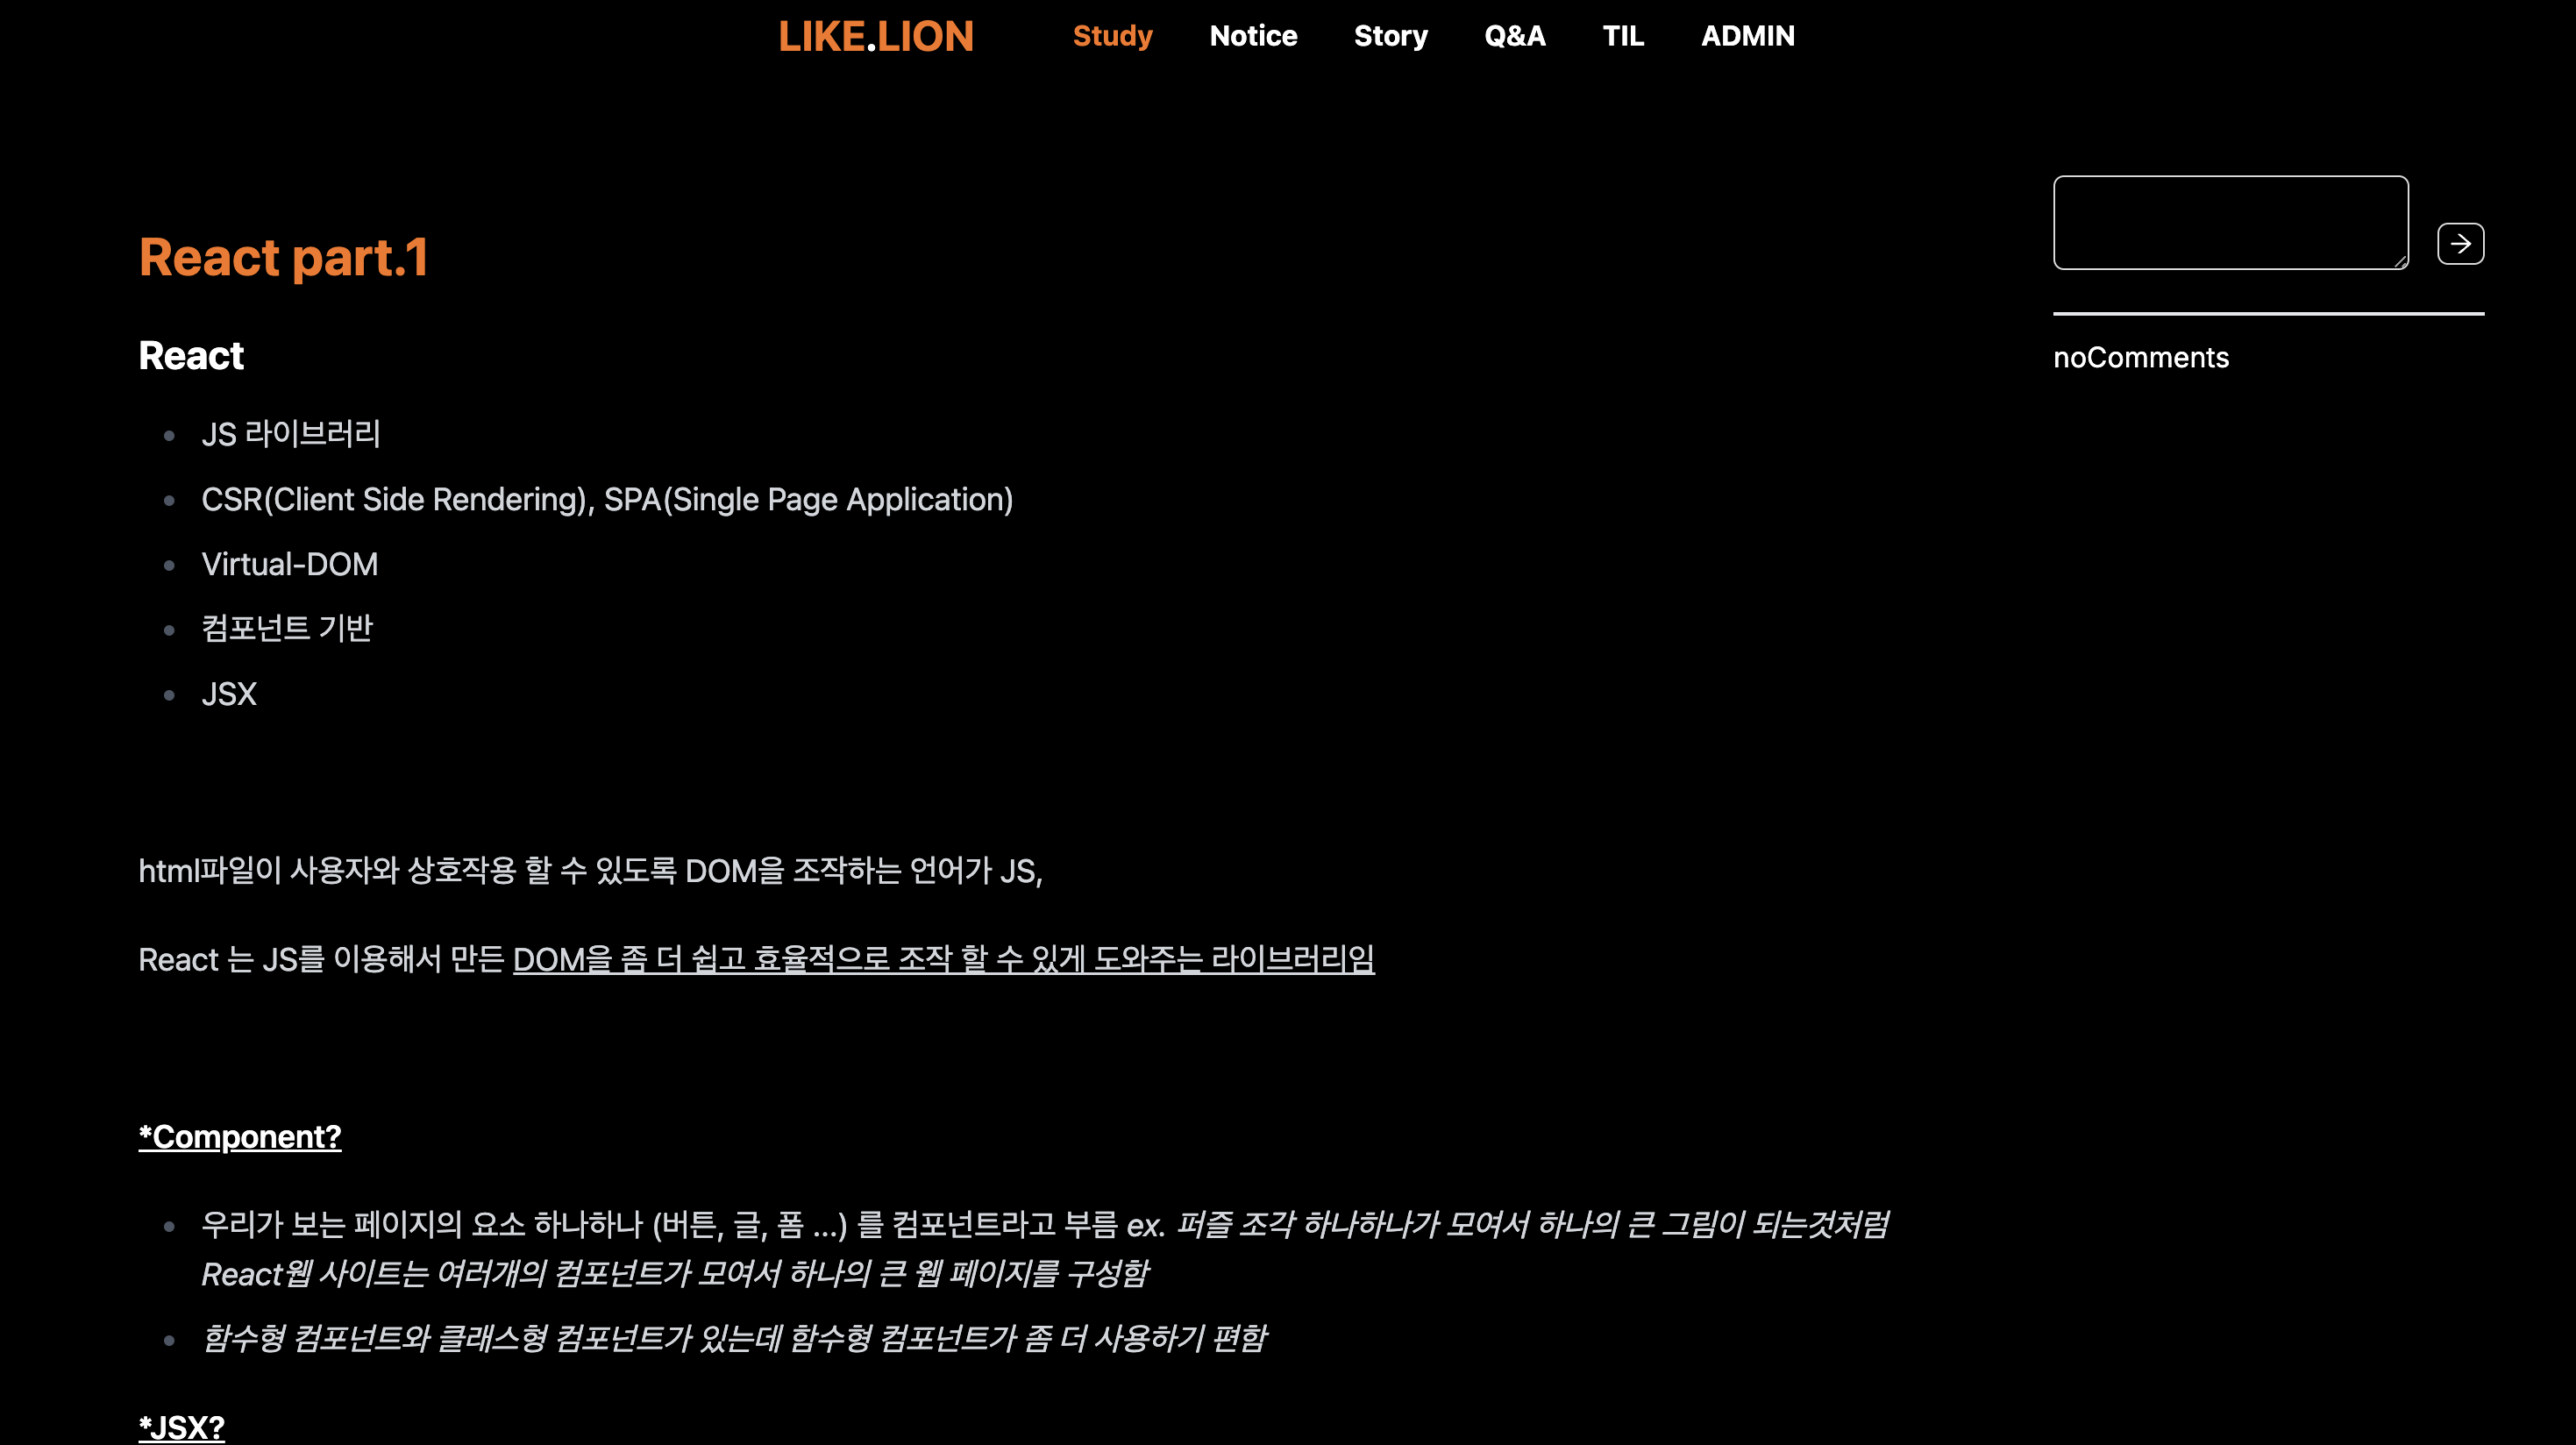 LIKE.LION Study Notice Story Q&A TIL ADMIN
React part.1
React
JS 라이브러리
CSR(Client Side Rendering), SPA(Single Page Application)
Virtual-DOM
컴포넌트 기반
JSX
html파일이 사용자와 상호작용 할 수 있도록 DOM을 조작하는 언어가 JS,
React 는 JS를 이용해서 만든 DOM을 좀 더 쉽고 효율적으로 조작 할 수 있게 도와주는 라이브러리임
*Component?
우리가 보는 페이지의 요소 하나하나 (버튼, 글, 폼 ...) 를 컴포넌트라고 부름 ex. 퍼즐 조각 하나하나가 모여서 하나의 큰 그림이 되는것처럼
React웹 사이트는 여러개의 컴포넌트가 모여서 하나의 큰 웹 페이지를 구성함
함수형 컴포넌트와 클래스형 컴포넌트가 있는데 함수형 컴포넌트가 좀 더 사용하기 편함
*JSX?
noComments